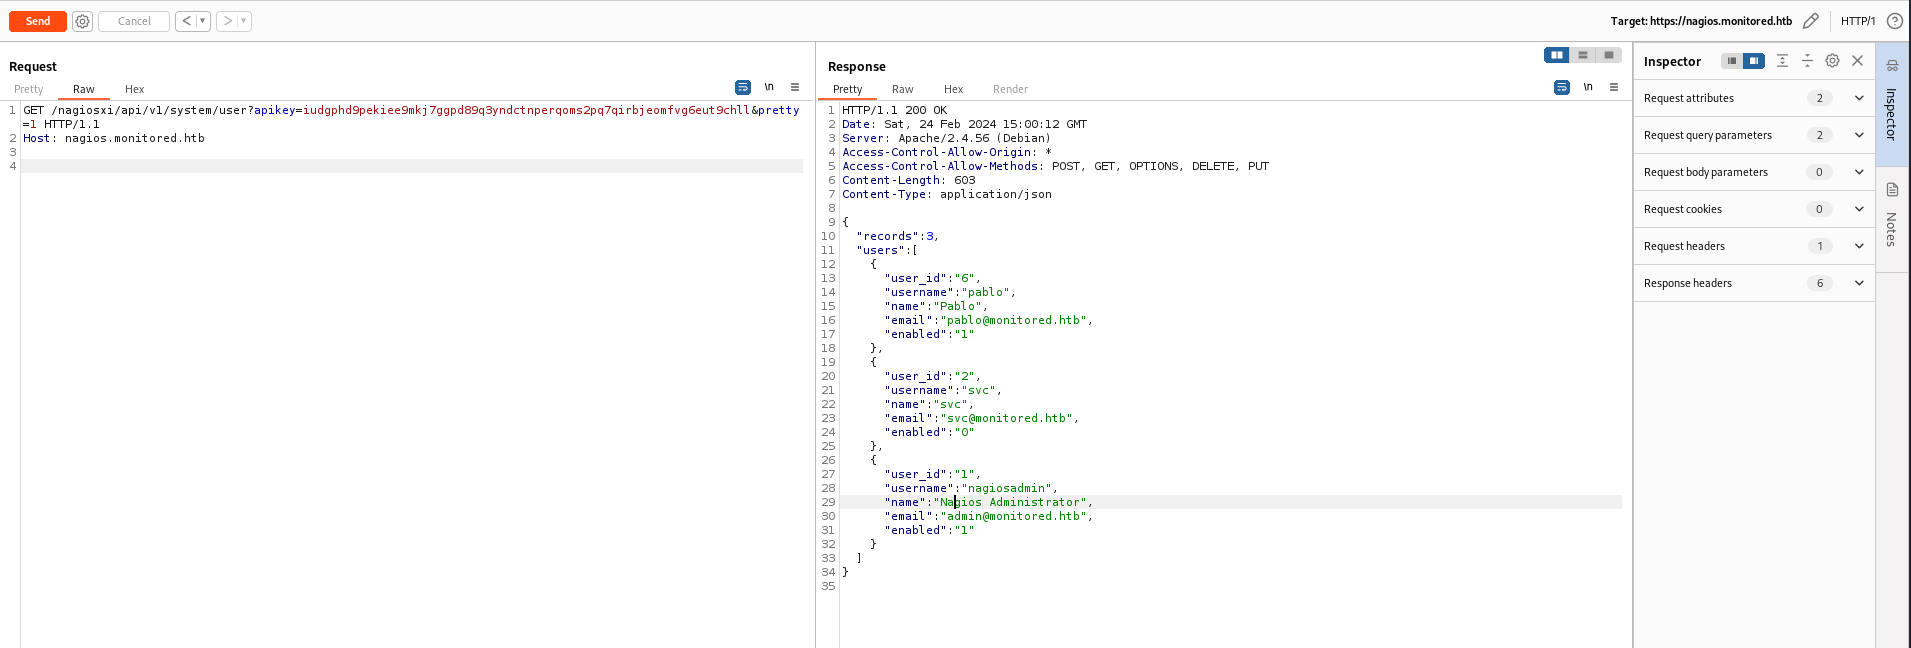 Send
Cancel
<
>
Target: https://nagios.monitored.htb
HTTP/1
Request
Pretty
Raw
Hex
\n
1 GET /nagiosxi/api/v1/system/user?apikey=iudgphd9pekiee9mkj7ggpd89q3yndctnperqoms2pq7qirbjeomfvg6eut9chll&pretty
=1 HTTP/1.1
2 Host: nagios.monitored.htb
3
4
Response
Pretty
Raw
Hex
Render
\n
1 HTTP/1.1 200 OK
2 Date: Sat, 24 Feb 2024 15:00:12 GMT
3 Server: Apache/2.4.56 (Debian)
4 Access-Control-Allow-Origin: *
5 Access-Control-Allow-Methods: POST, GET, OPTIONS, DELETE, PUT
6 Content-Length: 603
7 Content-Type: application/json
8
9 {
10 "records":3,
11 "users":[
12 {
13 "user_id":"6",
14 "username":"pablo",
15 "name":"Pablo",
16 "email":"pablo@monitored.htb",
17 "enabled":"1"
18 },
19 {
20 "user_id":"2",
21 "username":"svc",
22 "name":"svc",
23 "email":"svc@monitored.htb",
24 "enabled":"0"
25 },
26 {
27 "user_id":"1",
28 "username":"nagiosadmin",
29 "name":"Nagios Administrator",
30 "email":"admin@monitored.htb",
31 "enabled":"1"
32 }
33 ]
34 }
35
Inspector
Request attributes 2
Request query parameters 2
Request body parameters 0
Request cookies 0
Request headers 1
Response headers 6
Inspector
Notes